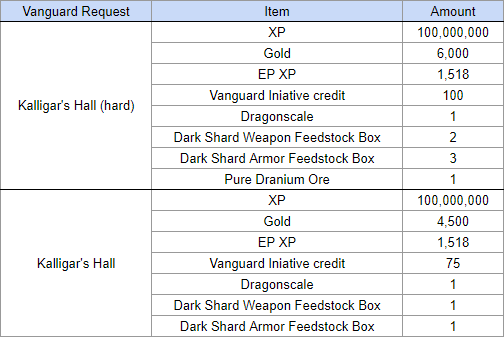 Vanguard Request Item Amount
Kalligar's Hall (hard)
XP 100,000,000
Gold 6,000
EP XP 1,518
Vanguard Iniative credit 100
Dragonscale 1
Dark Shard Weapon Feedstock Box 2
Dark Shard Armor Feedstock Box 3
Pure Dranium Ore 1
Kalligar's Hall
XP 100,000,000
Gold 4,500
EP XP 1,518
Vanguard Iniative credit 75
Dragonscale 1
Dark Shard Weapon Feedstock Box 1
Dark Shard Armor Feedstock Box 1